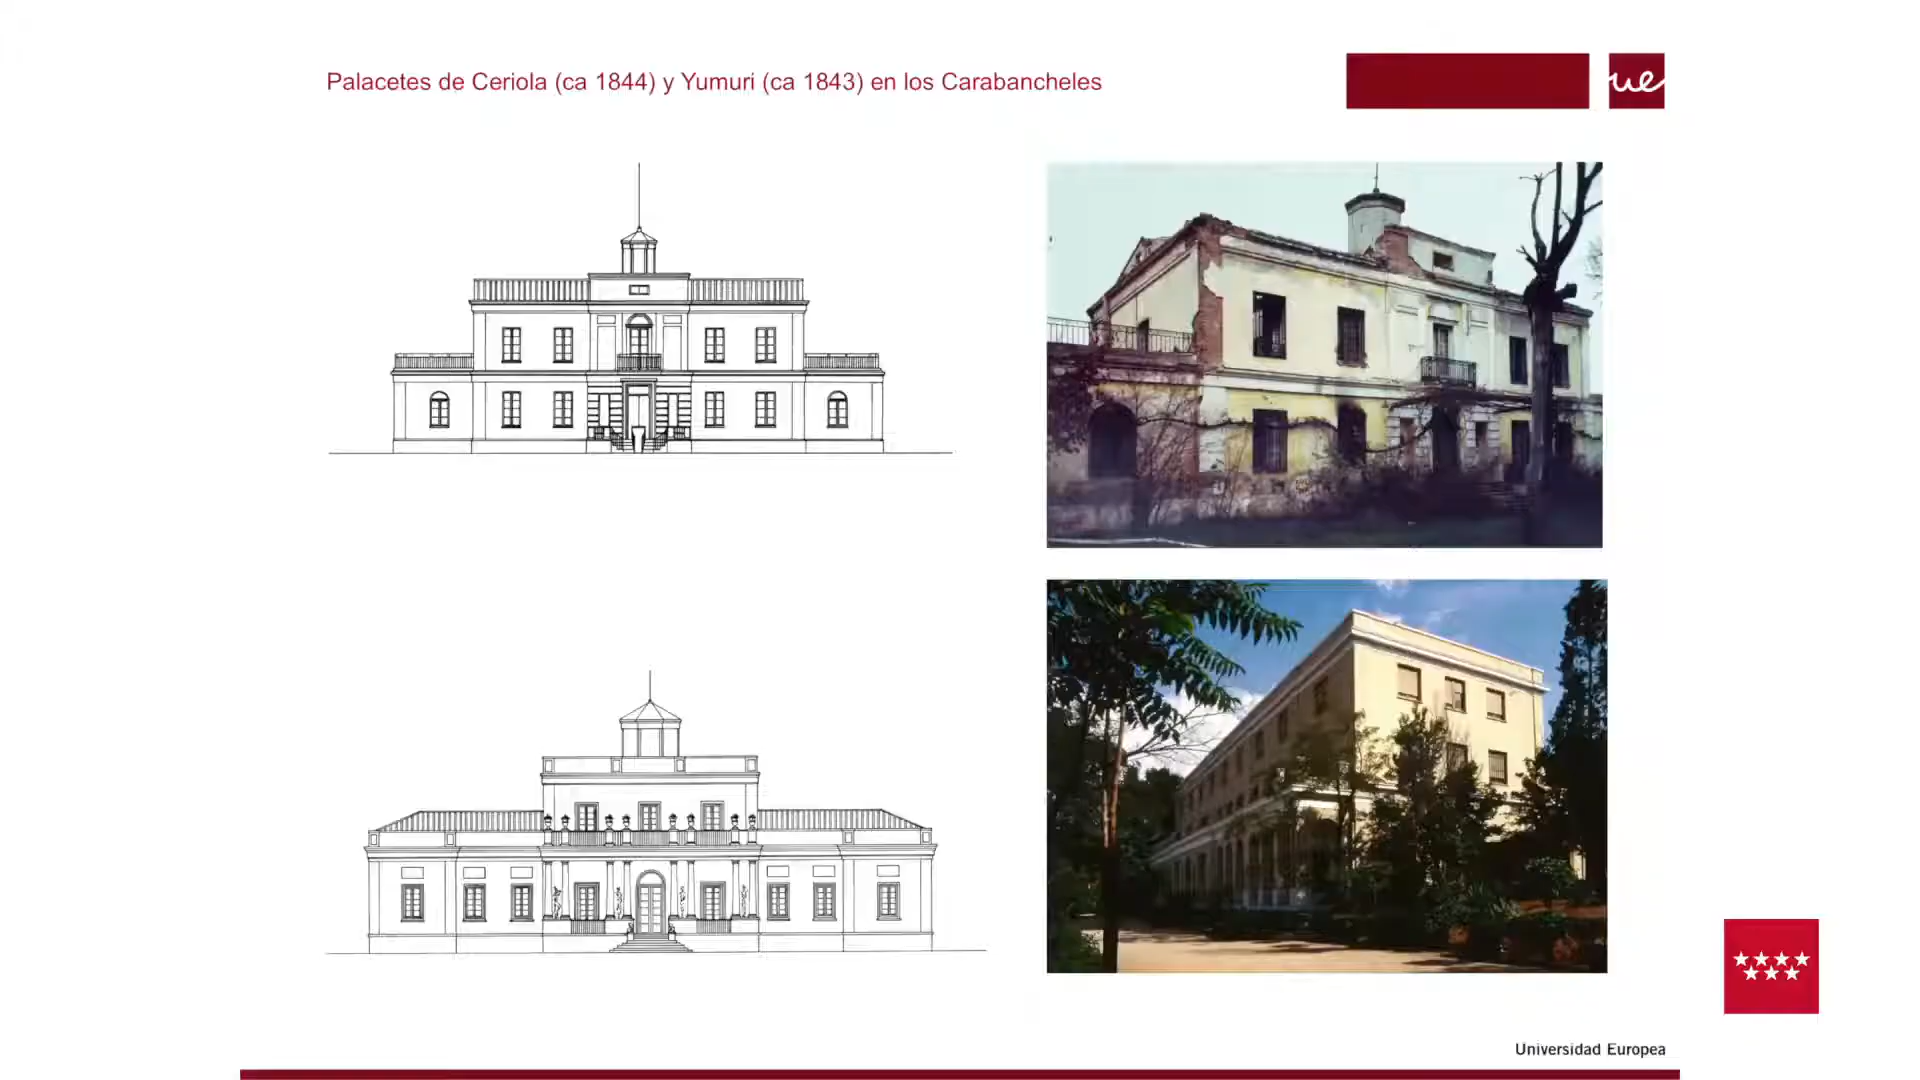 Palacetes de Ceriola (ca 1844) y Yumuri (ca 1843) en los Carabancheles
ue
Universidad Europea